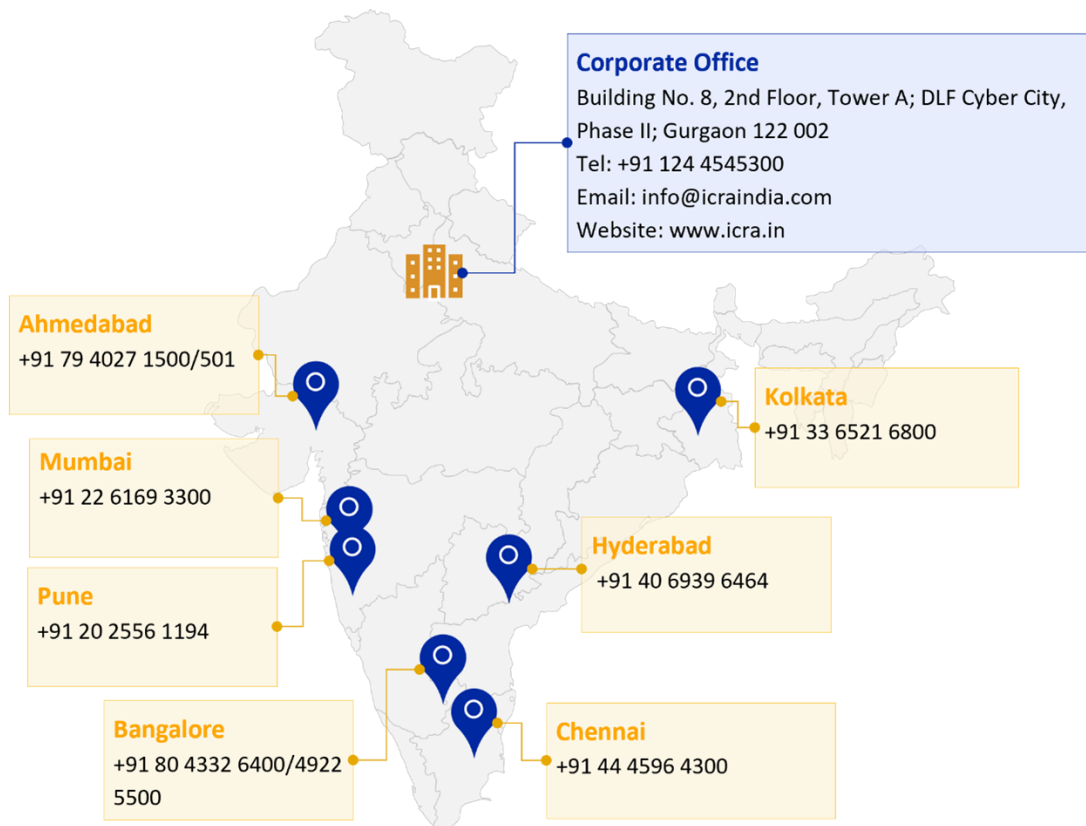 Corporate Office
Building No. 8, 2nd Floor, Tower A; DLF Cyber City,
Phase II; Gurgaon 122 002
Tel: +91 124 4545300
Email: info@icraindia.com
Website: www.icra.in
Ahmedabad
+91 79 4027 1500/501
Kolkata
+91 33 6521 6800
Mumbai
+91 22 6169 3300
Hyderabad
+91 40 6939 6464
Pune
+91 20 2556 1194
Bangalore
+91 80 4332 6400/4922
5500
Chennai
+91 44 4596 4300